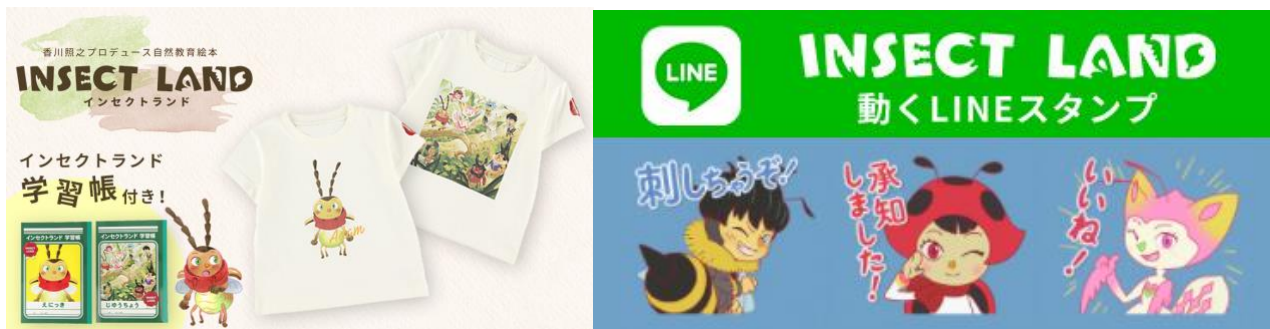 香川照之プロデュース自然教育絵本
INSECT LAND
インセクトランド
インセクトランド
学習帳付き!
インセクトランド 学習帳
えにっき
インセクトランド 学習帳
じゆうちょう
Adam
LINE
INSECT LAND
動くLINEスタンプ
刺しちゃうぞ!
承知しました!
いいね!